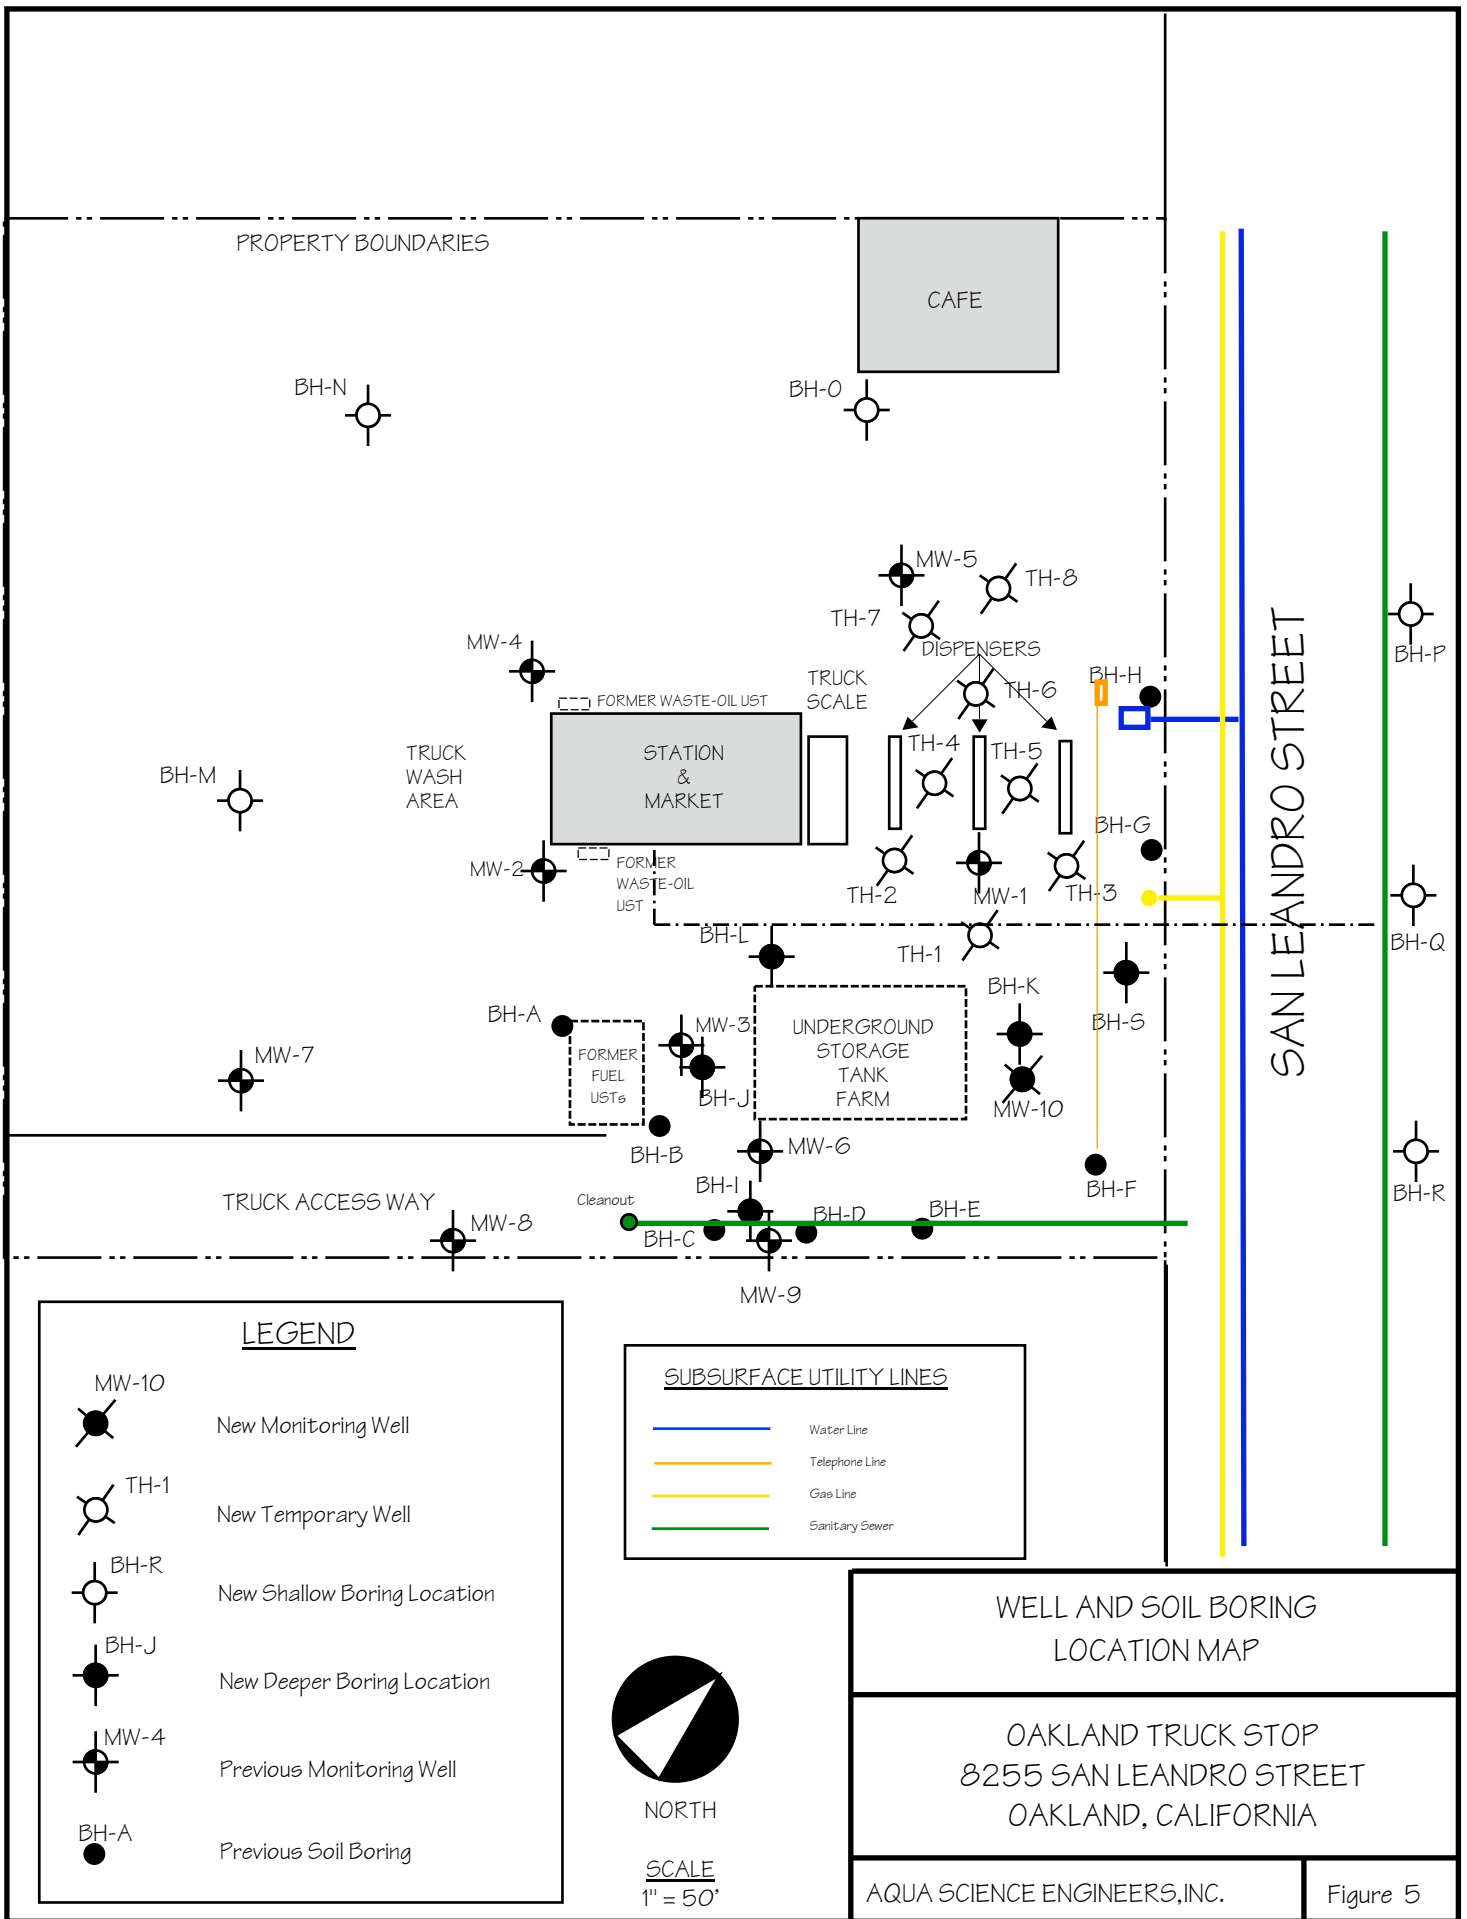 PROPERTY BOUNDARIES
CAFE
BH-N
BH-O
MW-5
TH-8
TH-7
DISPENSERS
MW-4
TRUCK
SCALE
BH-H
BH-P
TH-6
FORMER WASTE-OIL UST
TRUCK
WASH
AREA
STATION
&
MARKET
TH-4
TH-5
BH-M
BH-G
SAN LEANDRO STREET
MW-2
FORMER
WASTE-OIL
UST
TH-2
MW-1
TH-3
BH-L
TH-1
BH-Q
BH-K
BH-A
MW-3
BH-S
UNDERGROUND
STORAGE
TANK
FARM
FORMER
FUEL
USTs
MW-7
BH-J
MW-10
BH-B
MW-6
BH-F
BH-R
BH-I
TRUCK ACCESS WAY
Cleanout
MW-8
BH-C
BH-D
BH-E
MW-9
LEGEND
MW-10
New Monitoring Well
TH-1
New Temporary Well
BH-R
New Shallow Boring Location
BH-J
New Deeper Boring Location
MW-4
Previous Monitoring Well
BH-A
Previous Soil Boring
SUBSURFACE UTILITY LINES
Water Line
Telephone Line
Gas Line
Sanitary Sewer
NORTH
SCALE
1" = 50'
WELL AND SOIL BORING
LOCATION MAP
OAKLAND TRUCK STOP
8255 SAN LEANDRO STREET
OAKLAND, CALIFORNIA
AQUA SCIENCE ENGINEERS,INC.
Figure 5